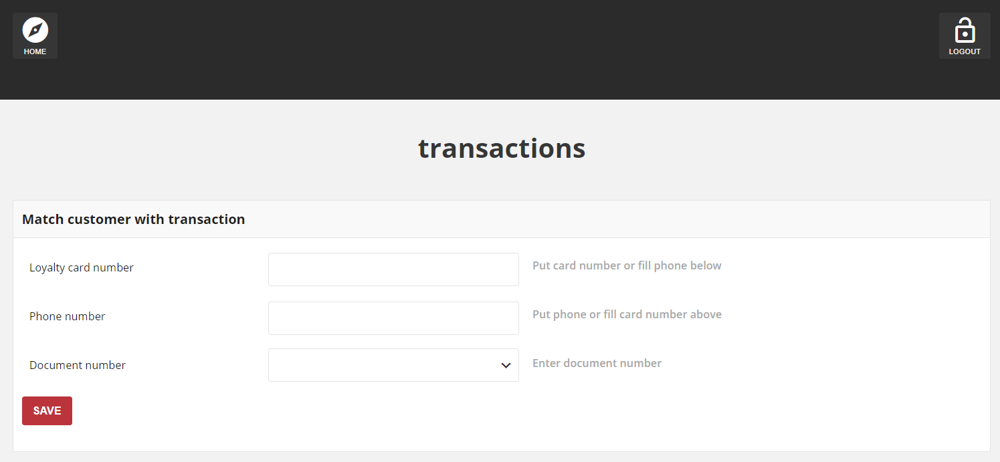 HOME
LOGOUT
transactions
Match customer with transaction
Loyalty card number
Put card number or fill phone below
Phone number
Put phone or fill card number above
Document number
Enter document number
SAVE